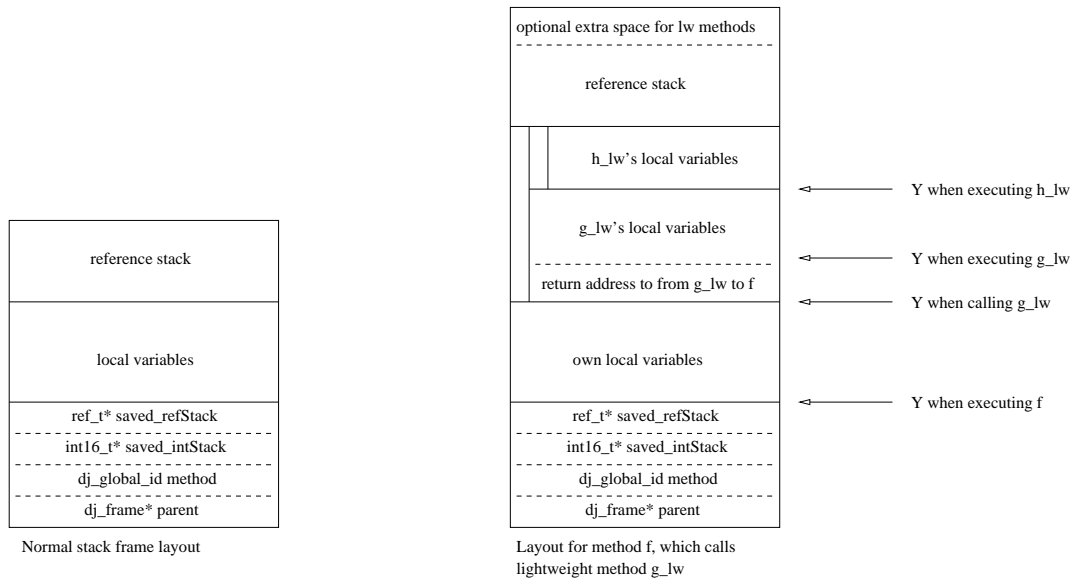 reference stack
local variables
ref_t* saved_refStack
int16_t* saved_intStack
dj_global_id method
dj_frame* parent
Normal stack frame layout
optional extra space for lw methods
reference stack
h_lw's local variables
g_lw's local variables
return address to from g_lw to f
own local variables
ref_t* saved_refStack
int16_t* saved_intStack
dj_global_id method
dj_frame* parent
Layout for method f, which calls
lightweight method g_lw
Y when executing h_lw
Y when executing g_lw
Y when calling g_lw
Y when executing f